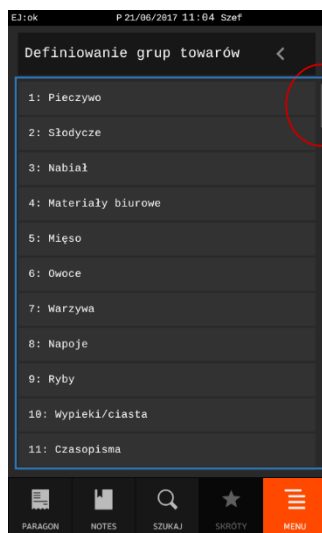 EJ:ok P 21/06/2017 11:04 Szef
Definiowanie grup towarów <
1: Pieczywo
2: Słodycze
3: Nabiał
4: Materiały biurowe
5: Mięso
6: Owoce
7: Warzywa
8: Napoje
9: Ryby
10: Wypieki/ciasta
11: Czasopisma
PARAGON NOTES SZUKAJ SKRÓTY MENU